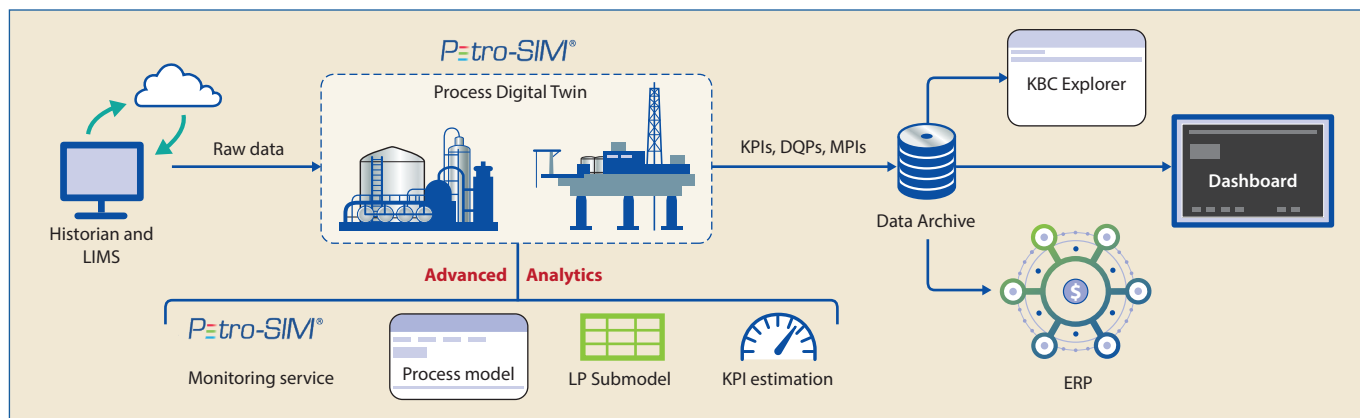 Petro-SIM®
Process Digital Twin
KBC Explorer
Raw data
KPIs, DQPs, MPIs
Dashboard
Historian and
LIMS
Data Archive
Advanced Analytics
$
Petro-SIM®
Monitoring service
Process model
LP Submodel
KPI estimation
ERP